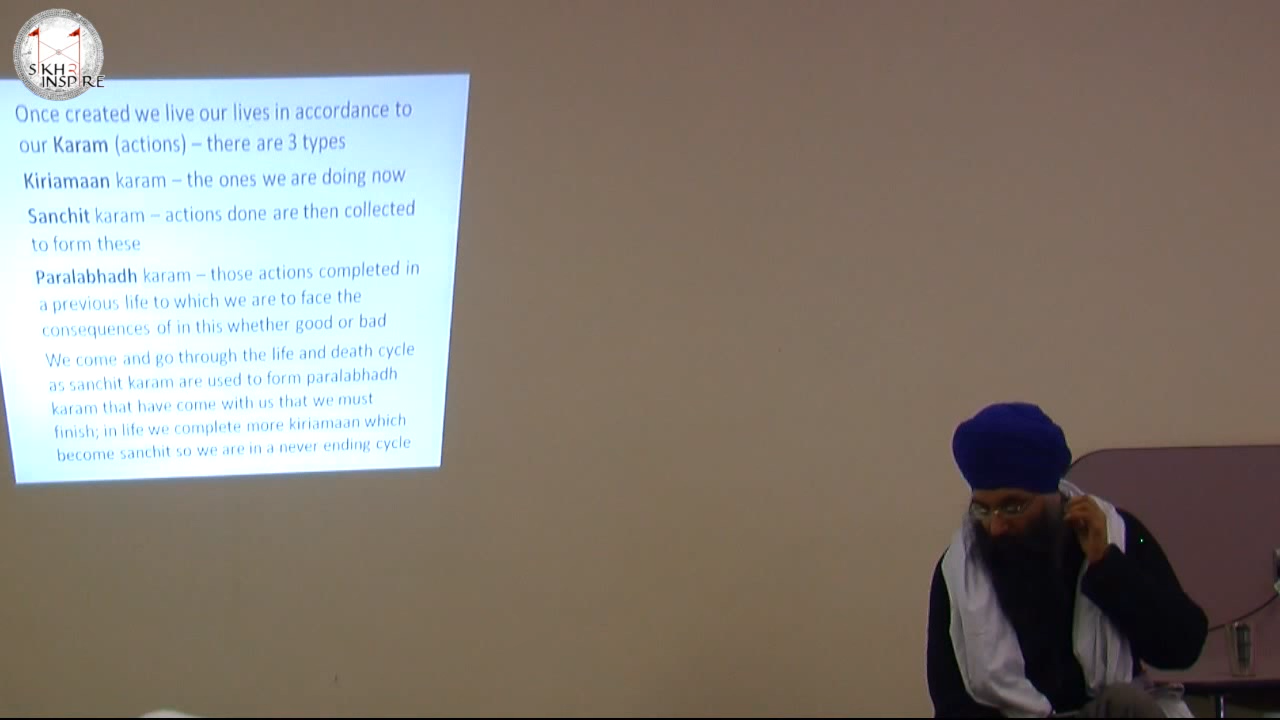 SIKH2
INSPIRE
Once created we live our lives in accordance to
our Karam (actions) – there are 3 types
Kiriamaan karam – the ones we are doing now
Sanchit karam – actions done are then collected
to form these
Paralabhadh karam – those actions completed in
a previous life to which we are to face the
consequences of in this whether good or bad
We come and go through the life and death cycle
as sanchit karam are used to form paralabhadh
karam that have come with us that we must
finish; in life we complete more kiriamaan which
become sanchit so we are in a never ending cycle